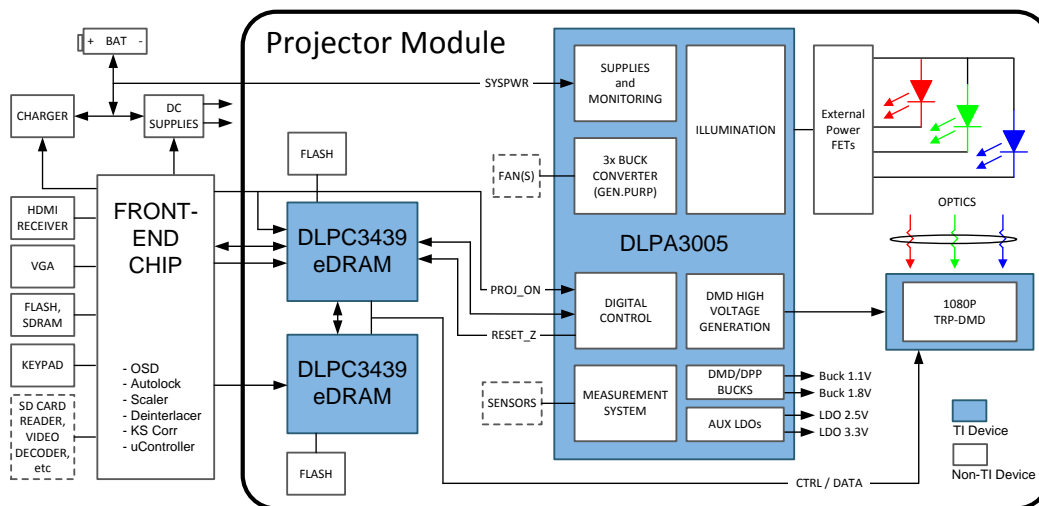 Projector Module
+ BAT -
CHARGER
DC
SUPPLIES
SYSPWR
FLASH
FAN(S)
SUPPLIES
and
MONITORING
ILLUMINATION
3x BUCK
CONVERTER
(GEN.PURP)
External
Power
FETs
OPTICS
HDMI
RECEIVER
VGA
FLASH,
SDRAM
KEYPAD
SD CARD
READER,
VIDEO
DECODER,
etc
FRONT-
END
CHIP
- OSD
- Autolock
- Scaler
- Deinterlacer
- KS Corr
- uController
DLPC3439
eDRAM
DLPC3439
eDRAM
FLASH
PROJ_ON
RESET_Z
SENSORS
DLPA3005
DIGITAL
CONTROL
DMD HIGH
VOLTAGE
GENERATION
MEASUREMENT
SYSTEM
DMD/DPP
BUCKS
AUX LDOs
Buck 1.1V
Buck 1.8V
LDO 2.5V
LDO 3.3V
1080P
TRP-DMD
CTRL / DATA
TI Device
Non-TI Device